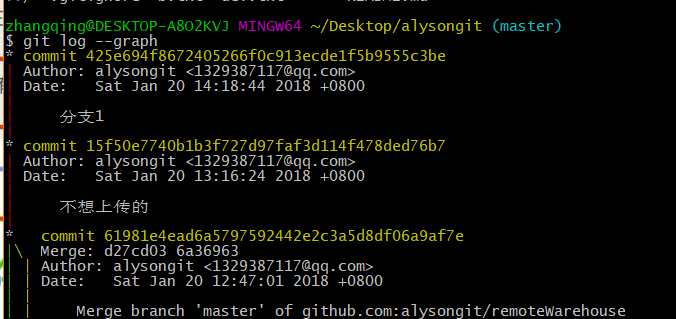 zhangqing@DESKTOP-A8O2KVJ MINGW64 ~/Desktop/alysongit (master)
$ git log --graph
* commit 425e694f8672405266f0c913ecde1f5b9555c3be
| Author: alysongit <1329387117@qq.com>
| Date:   Sat Jan 20 14:18:44 2018 +0800
|
|     分支1
|
* commit 15f50e7740b1b3f727d97faf3d114f478ded76b7
| Author: alysongit <1329387117@qq.com>
| Date:   Sat Jan 20 13:16:24 2018 +0800
|
|     不想上传的
|
*   commit 61981e4ead6a5797592442e2c3a5d8df06a9af7e
|\  Merge: d27cd03 6a36963
| | Author: alysongit <1329387117@qq.com>
| | Date:   Sat Jan 20 12:47:01 2018 +0800
| |
| |     Merge branch 'master' of github.com:alysongit/remoteWarehouse